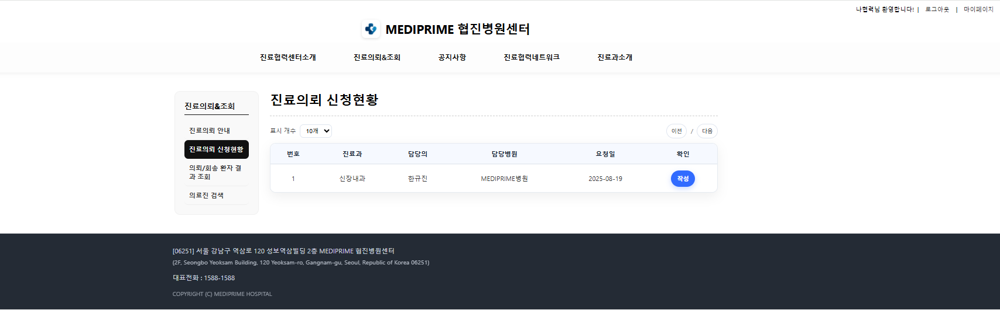 나협력님 환영합니다! | 로그아웃 | 마이페이지
MEDIPRIME 협진병원센터
진료협력센터소개 진료의뢰&조회 공지사항 진료협력네트워크 진료과소개
진료의뢰&조회
진료의뢰 안내
진료의뢰 신청현황
의뢰/회송 환자 결
과 조회
의료진 검색
진료의뢰 신청현황
표시 개수 10개 이전 / 다음
번호 진료과 담당의 담당병원 요청일 확인
1 신장내과 한규진 MEDIPRIME병원 2025-08-19 작성
[06251] 서울 강남구 역삼로 120 성보역삼빌딩 2층 MEDIPRIME 협진병원센터
(2F, Seongbo Yeoksam Building, 120 Yeoksam-ro, Gangnam-gu, Seoul, Republic of Korea 06251)
대표전화 : 1588-1588
COPYRIGHT (C) MEDIPRIME HOSPITAL